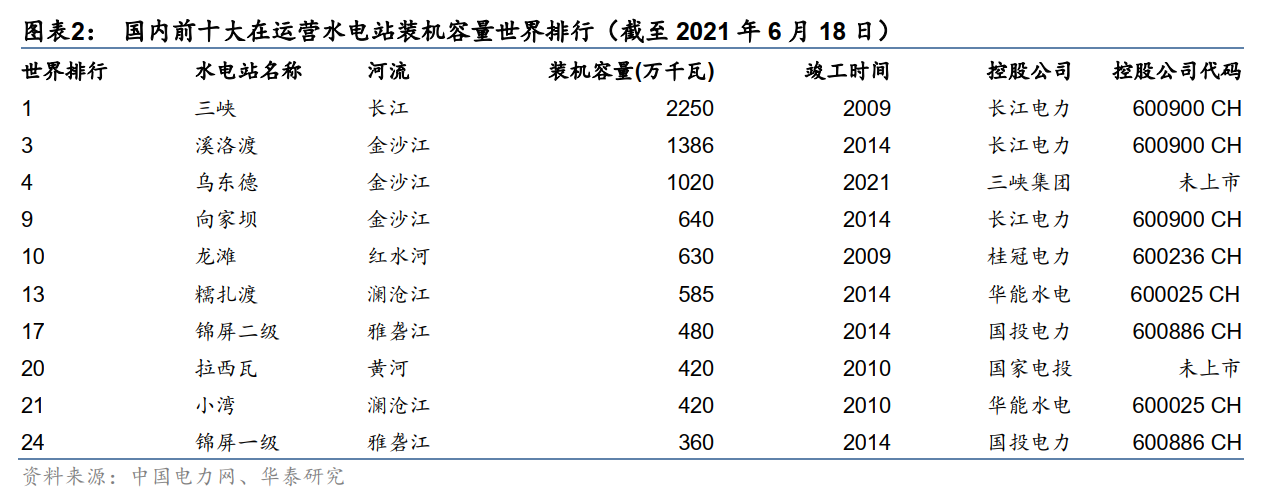 图表2： 国内前十大在运营水电站装机容量世界排行（截至 2021 年 6 月 18 日）
世界排行 水电站名称 河流 装机容量(万千瓦) 竣工时间 控股公司 控股公司代码
1 三峡 长江 2250 2009 长江电力 600900 CH
3 溪洛渡 金沙江 1386 2014 长江电力 600900 CH
4 乌东德 金沙江 1020 2021 三峡集团 未上市
9 向家坝 金沙江 640 2014 长江电力 600900 CH
10 龙滩 红水河 630 2009 桂冠电力 600236 CH
13 糯扎渡 澜沧江 585 2014 华能水电 600025 CH
17 锦屏二级 雅砻江 480 2014 国投电力 600886 CH
20 拉西瓦 黄河 420 2010 国家电投 未上市
21 小湾 澜沧江 420 2010 华能水电 600025 CH
24 锦屏一级 雅砻江 360 2014 国投电力 600886 CH
资料来源：中国电力网、华泰研究